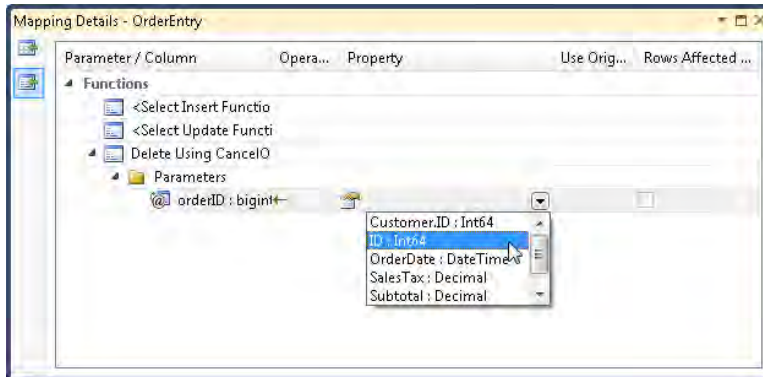 Mapping Details - OrderEntry
Parameter / Column Opera... Property Use Orig... Rows Affected ...
Functions
<Select Insert Functio
<Select Update Functi
Delete Using CancelO
Parameters
@ orderID : bigint
Customer.ID : Int64
ID : Int64
OrderDate : DateTime
SalesTax : Decimal
Subtotal : Decimal